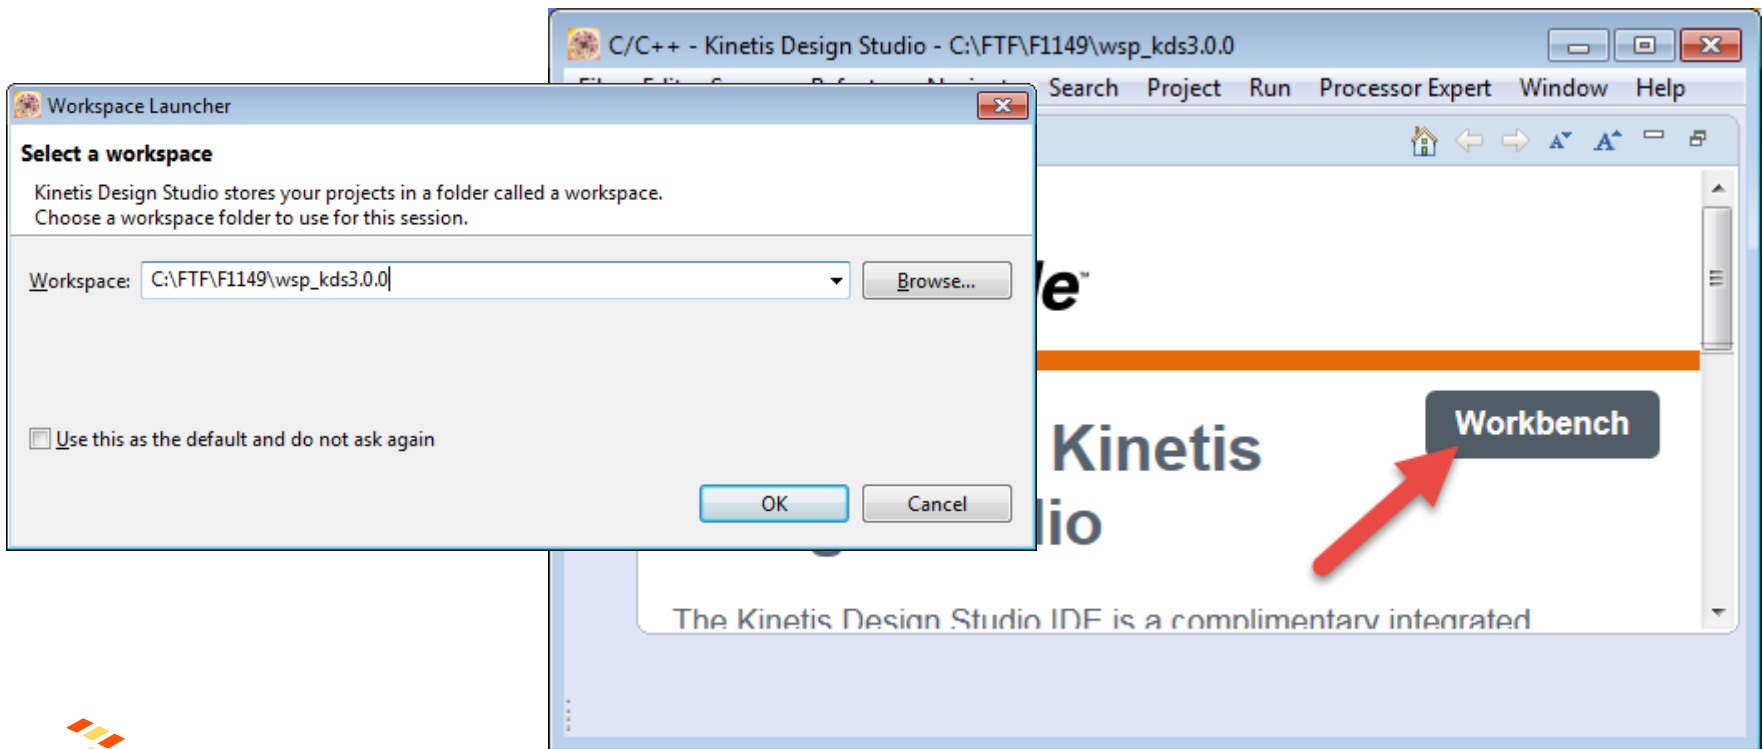 C/C++ - Kinetis Design Studio - C:\FTF\F1149\wsp_kds3.0.0
Search Project Run Processor Expert Window Help
Workspace Launcher
Select a workspace
Kinetis Design Studio stores your projects in a folder called a workspace.
Choose a workspace folder to use for this session.
Workspace: C:\FTF\F1149\wsp_kds3.0.0 Browse...
Use this as the default and do not ask again
OK Cancel
Workbench
Kinetis
The Kinetis Design Studio IDE is a complimentary integrated